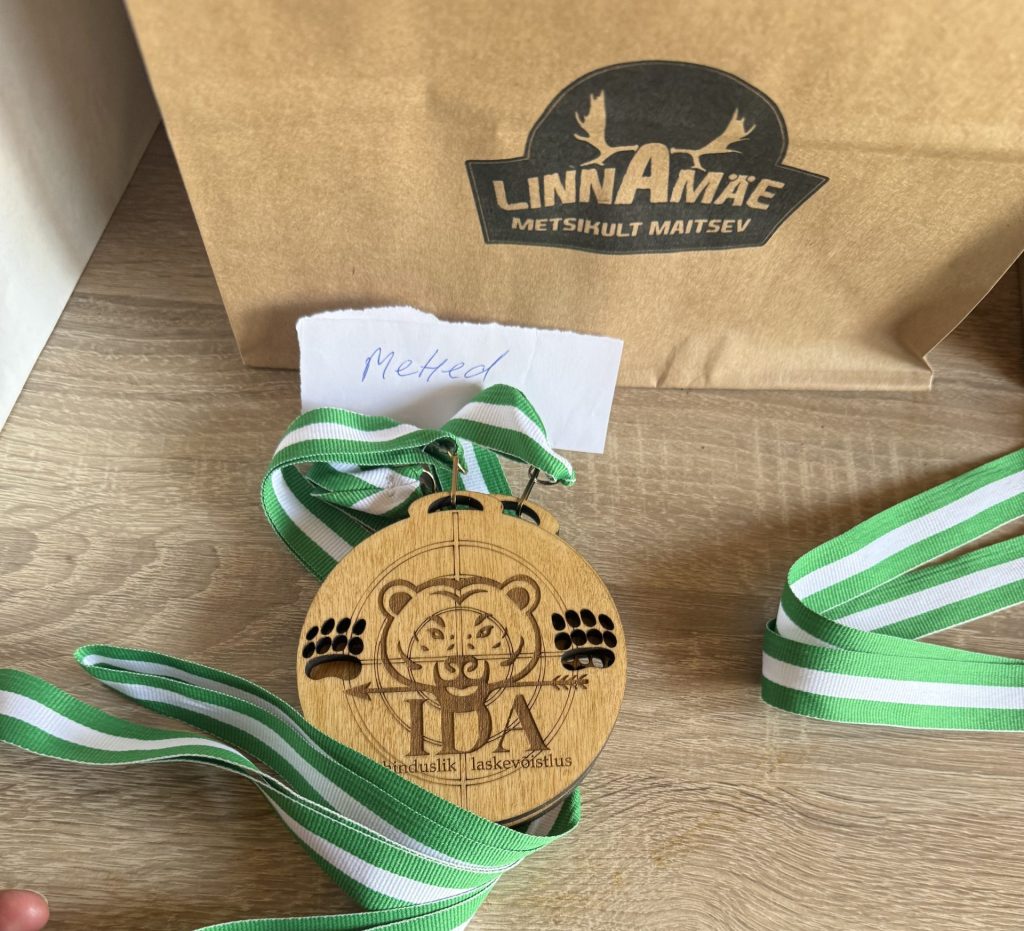 LINNAMÄE
METSIKULT MAITSEV
Mehed
IDA
laskevõistlus